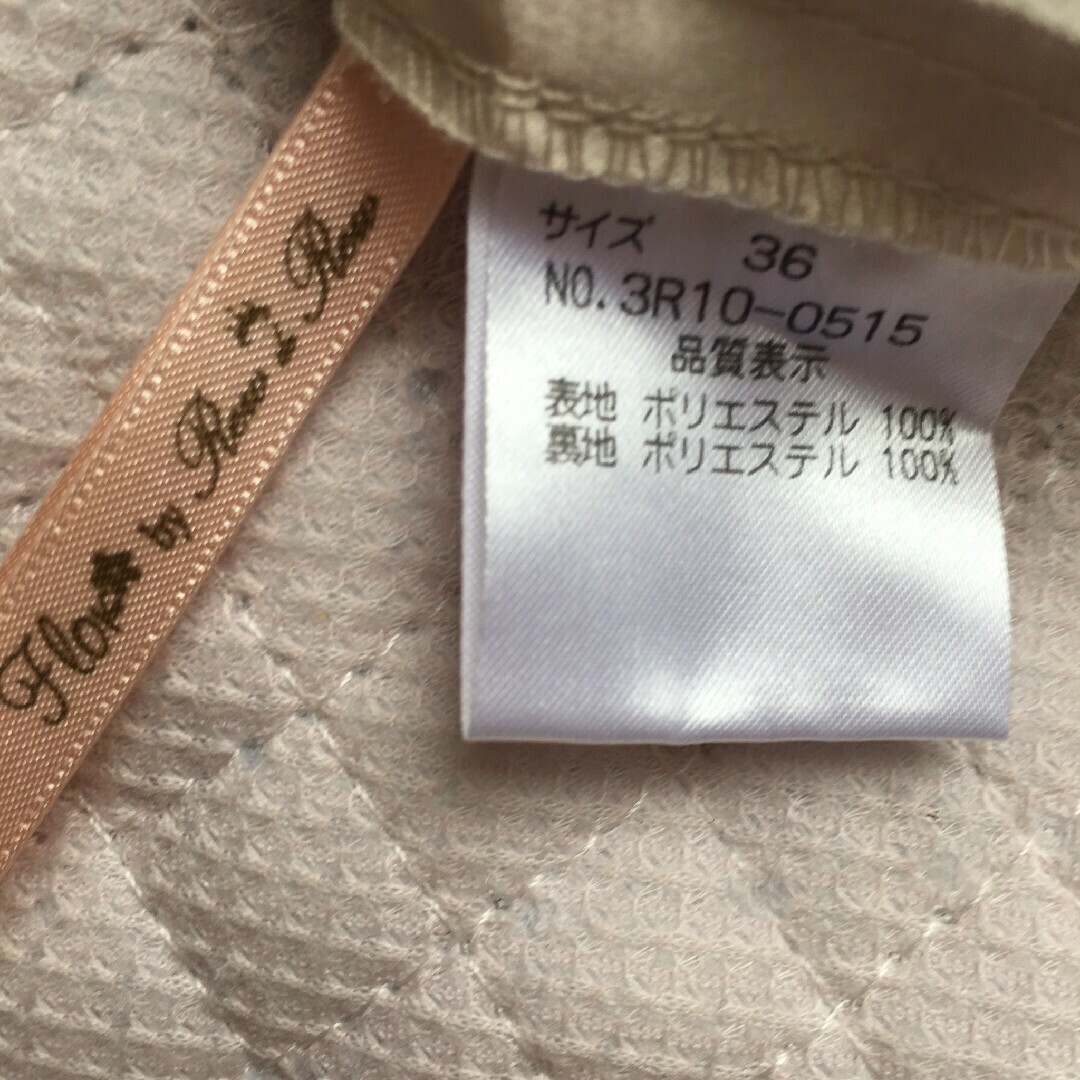 サイズ 36
NO.3R10-0515
品質表示
表地 ポリエステル 100%
裏地 ポリエステル 100%
by